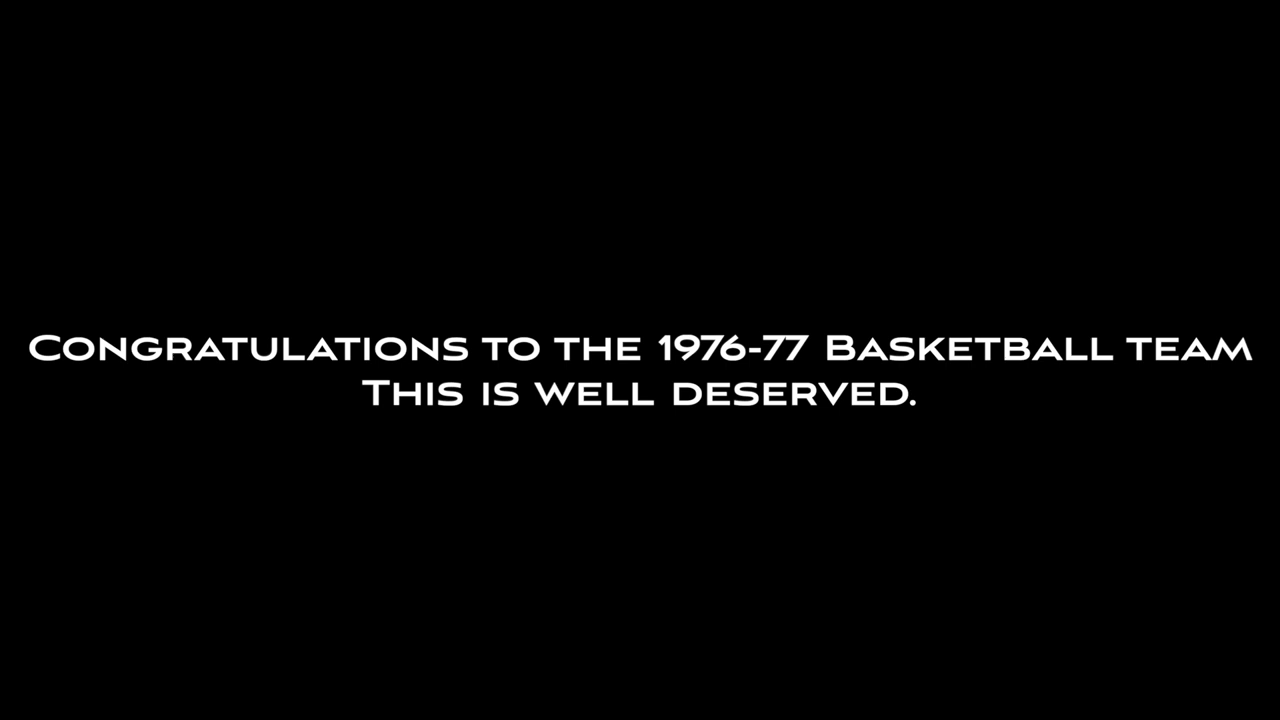 Congratulations to the 1976-77 Basketball team
This is well deserved.